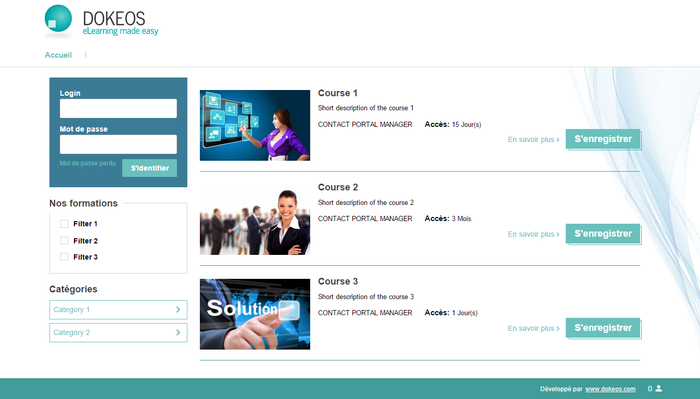 DOKEOS
eLearning made easy
Accueil
Login
Mot de passe
Mot de passe perdu
S'identifier
Nos formations
Filter 1
Filter 2
Filter 3
Catégories
Category 1
Category 2
Course 1
Short description of the course 1
CONTACT PORTAL MANAGER Accès: 15 Jour(s)
En savoir plus
S'enregistrer
Course 2
Short description of the course 2
CONTACT PORTAL MANAGER Accès: 3 Mois
En savoir plus
S'enregistrer
Solution
Course 3
Short description of the course 3
CONTACT PORTAL MANAGER Accès: 1 Jour(s)
En savoir plus
S'enregistrer
Développé par www.dokeos.com 0